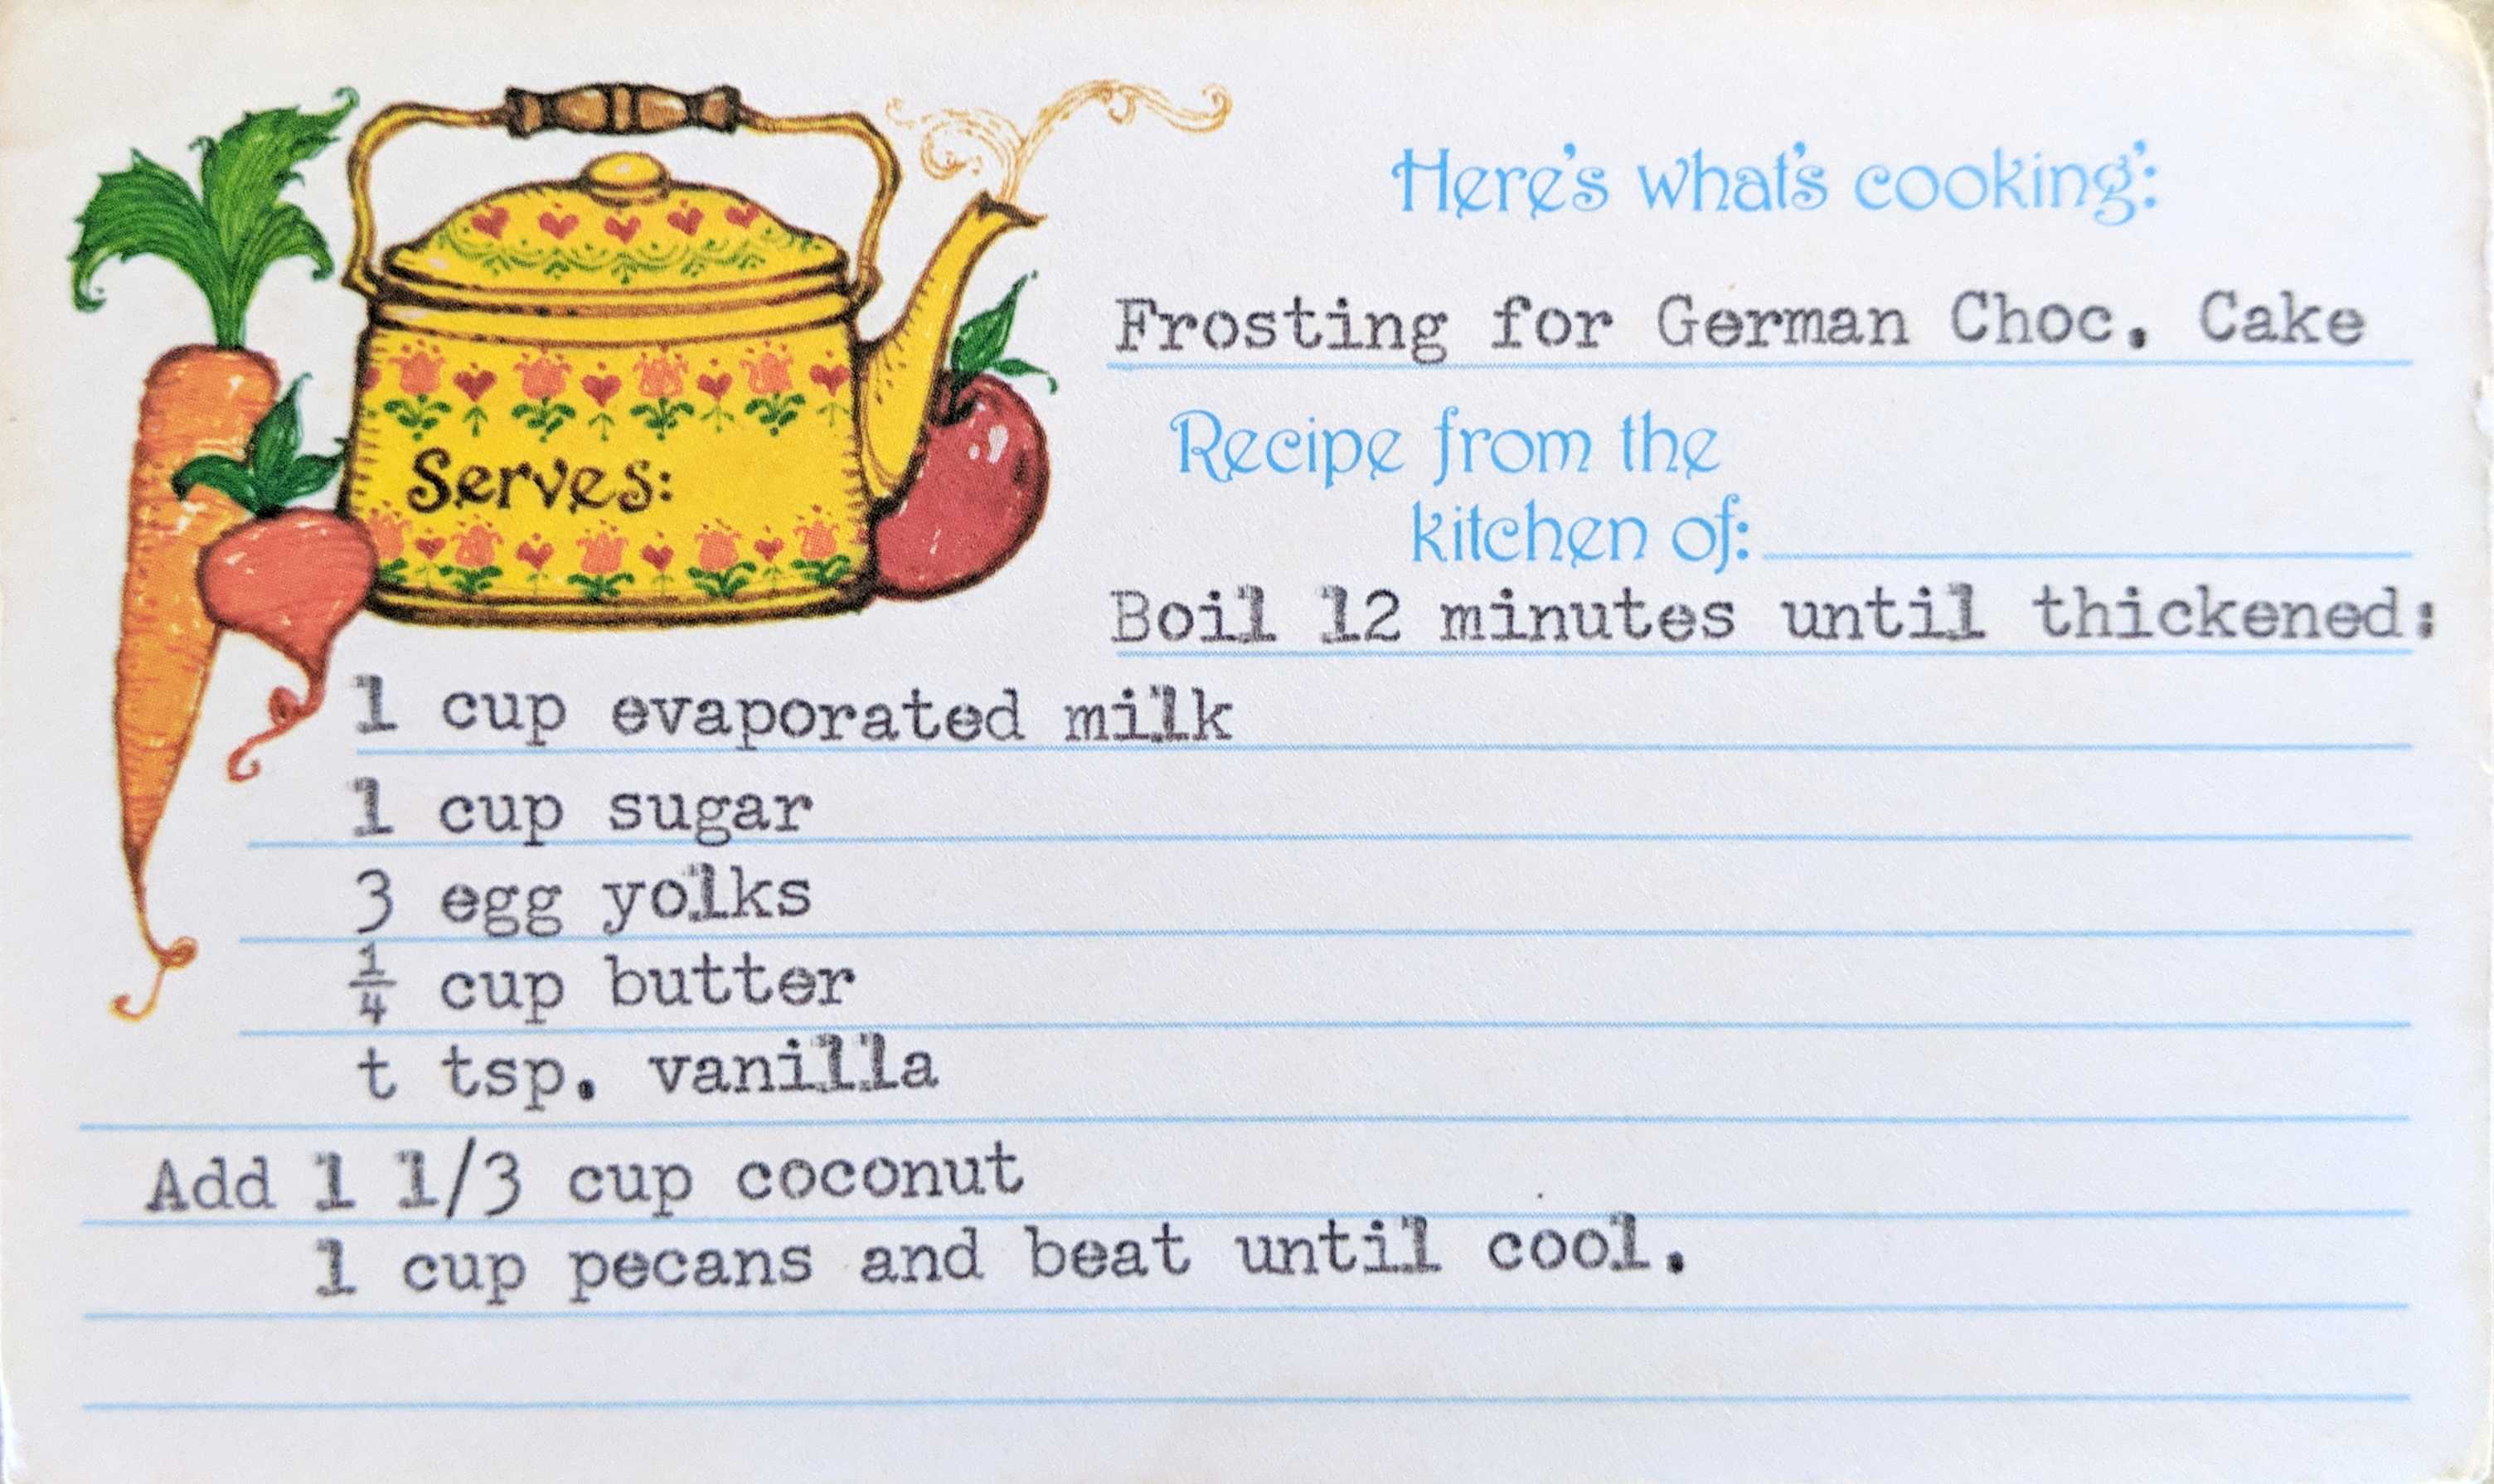 Here's what's cooking:
Frosting for German Choc. Cake
Recipe from the
kitchen of:
Serves:
Boil 12 minutes until thickened:
1 cup evaporated milk
1 cup sugar
3 egg yolks
¼ cup butter
t tsp. vanilla
Add 1 1/3 cup coconut
1 cup pecans and beat until cool.